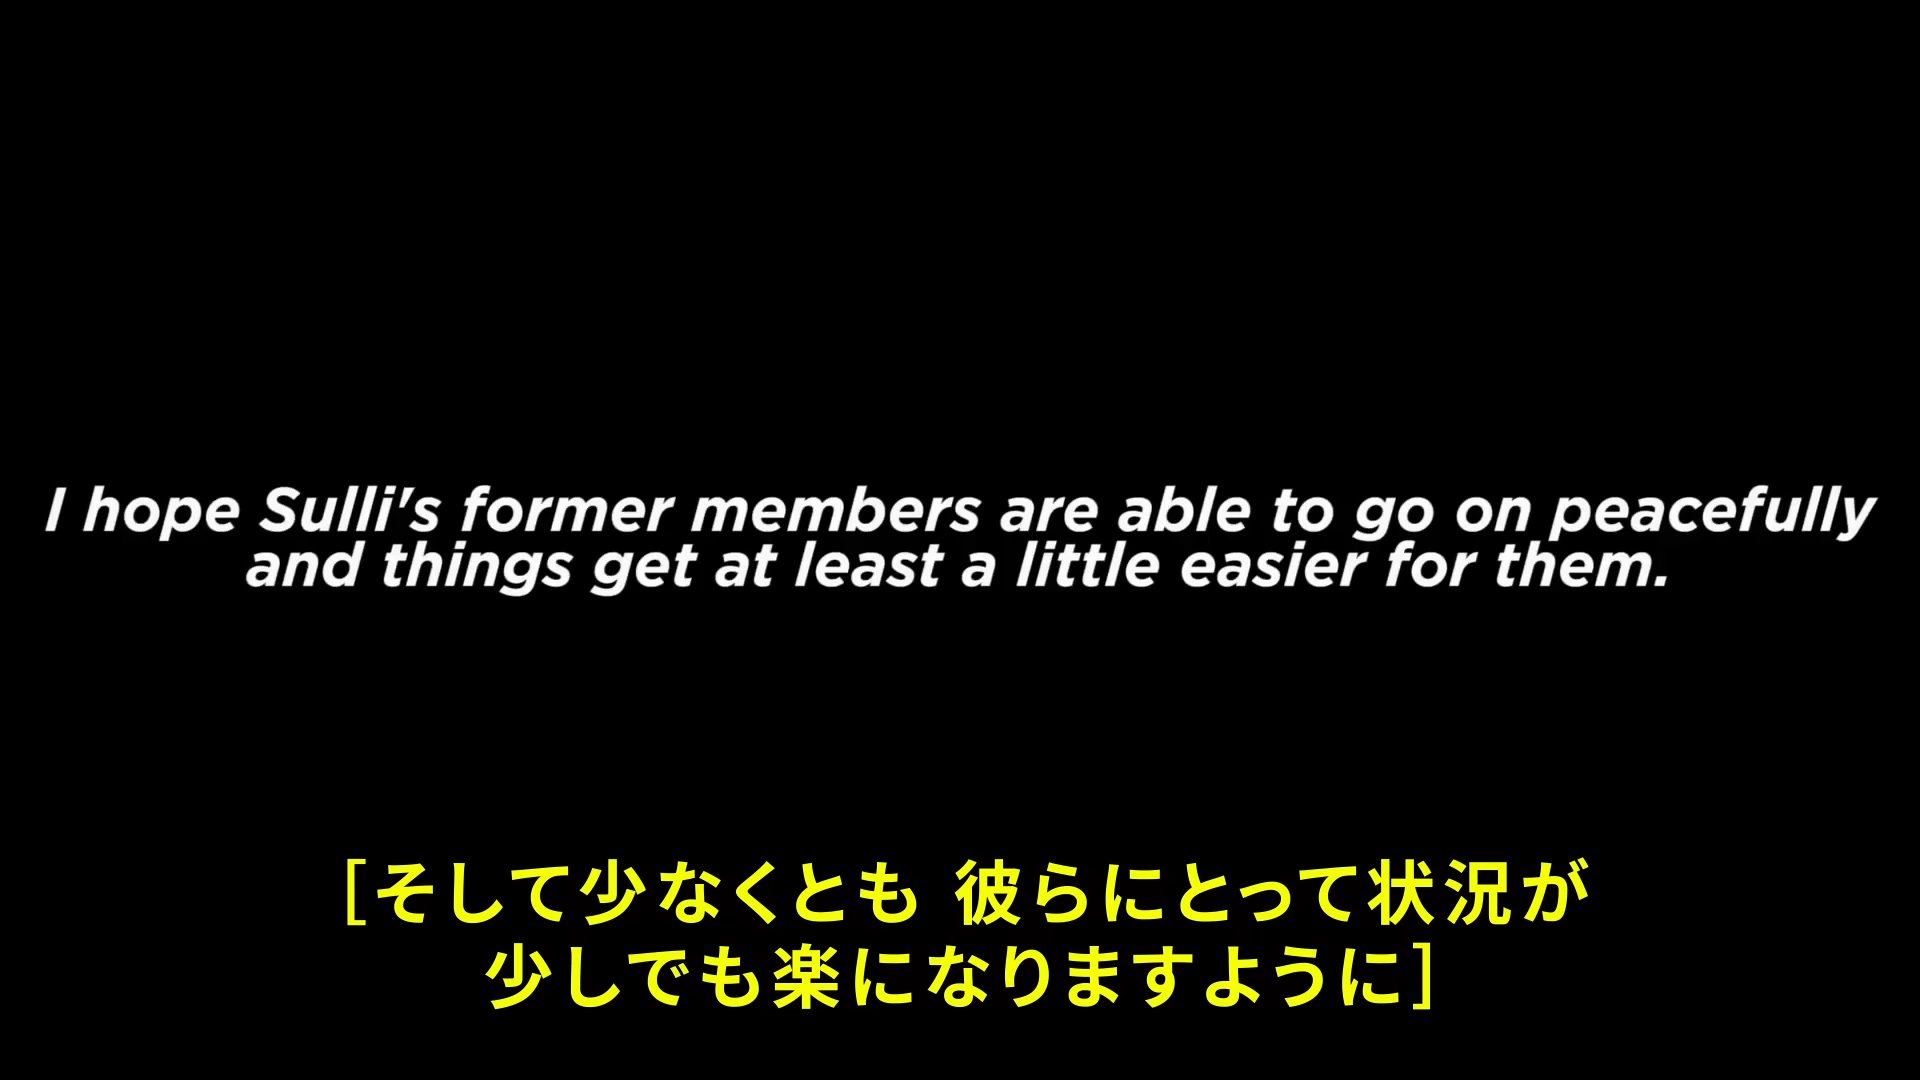 I hope Sulli's former members are able to go on peacefully
and things get at least a little easier for them.
［そして少なくとも 彼らにとって状況が
少しでも楽になりますように］